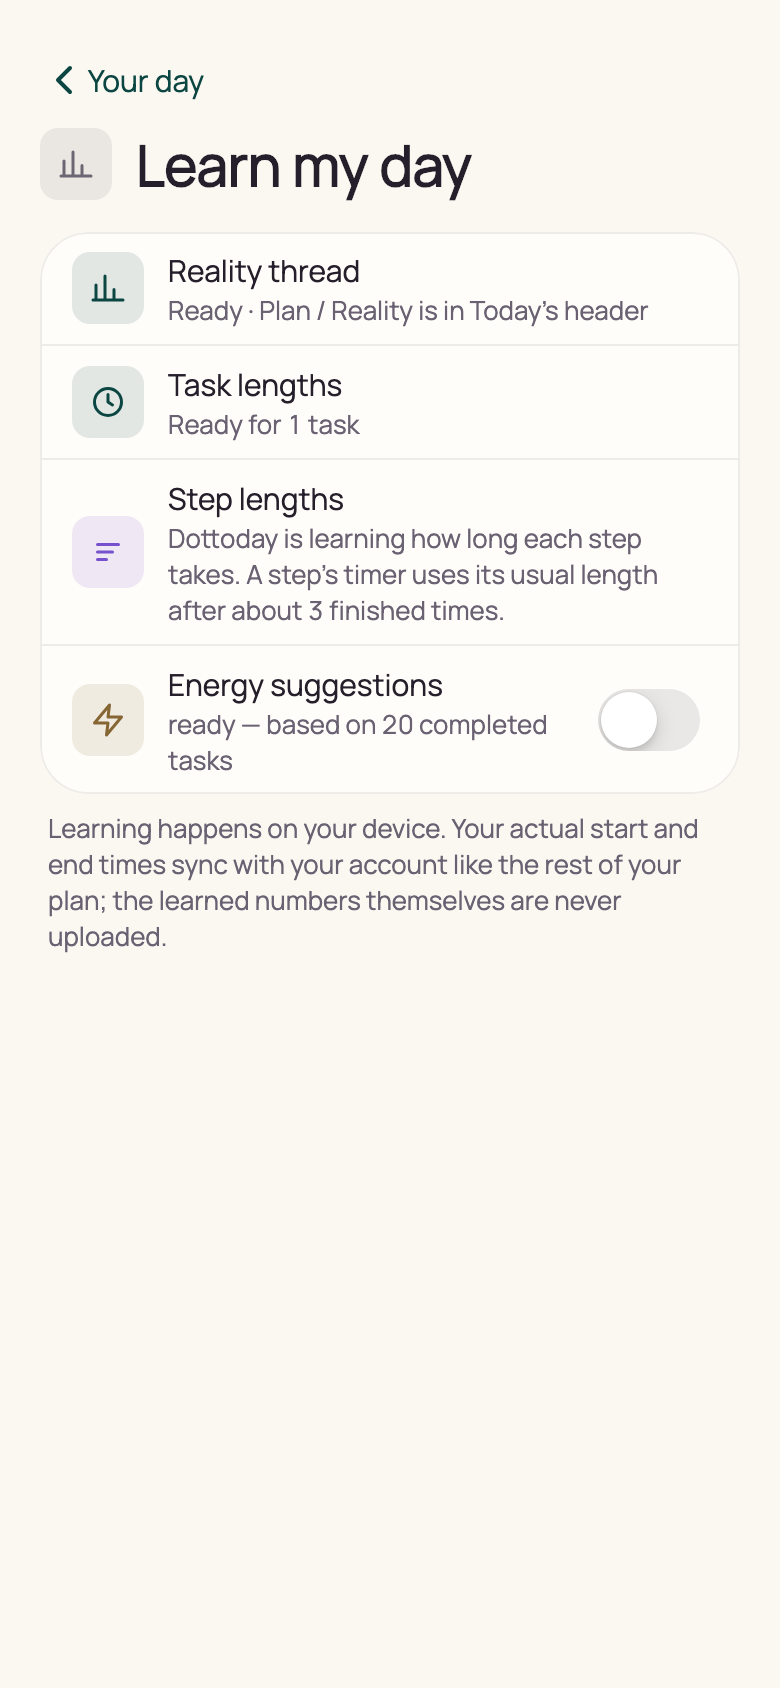 Your day
Learn my day
Reality thread
Ready · Plan / Reality is in Today’s header
Task lengths
Ready for 1 task
Step lengths
Dottoday is learning how long each step
takes. A step’s timer uses its usual length
after about 3 finished times.
Energy suggestions
ready — based on 20 completed
tasks
Learning happens on your device. Your actual start and
end times sync with your account like the rest of your
plan; the learned numbers themselves are never
uploaded.